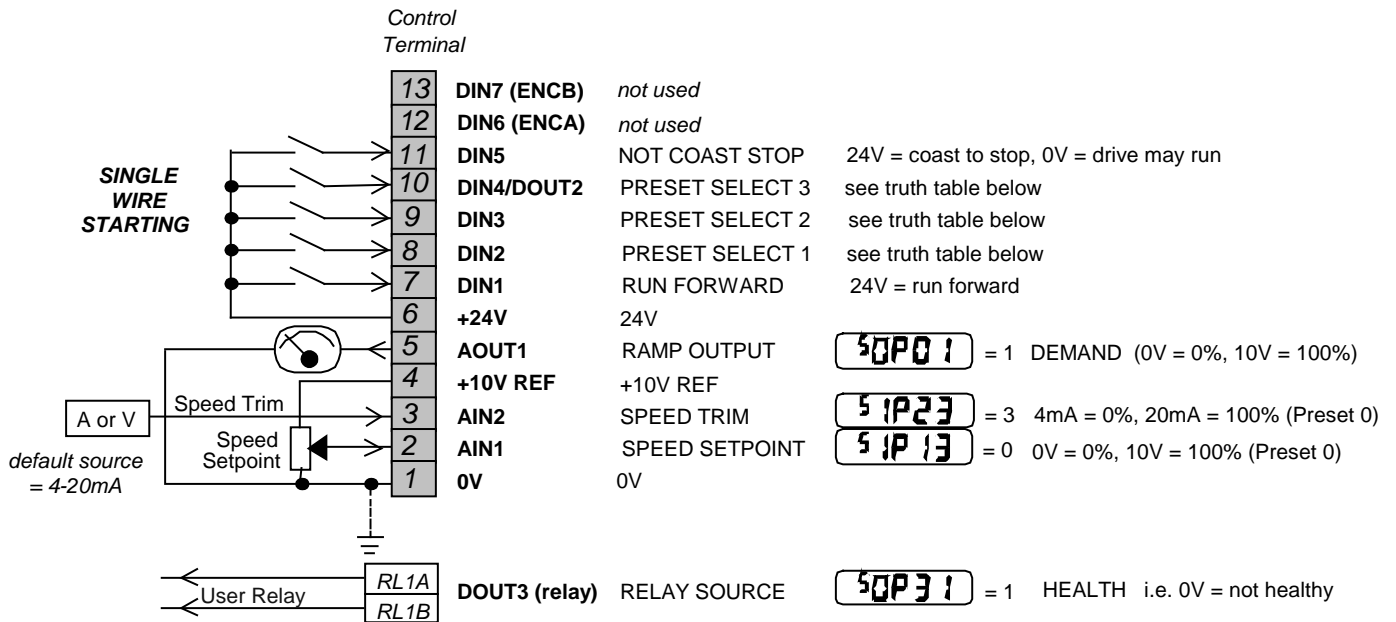 Control
Terminal
13 DIN7 (ENCB) not used
12 DIN6 (ENCA) not used
11 DIN5 NOT COAST STOP 24V = coast to stop, 0V = drive may run
SINGLE
WIRE
STARTING
10 DIN4/DOUT2 PRESET SELECT 3 see truth table below
9 DIN3 PRESET SELECT 2 see truth table below
8 DIN2 PRESET SELECT 1 see truth table below
7 DIN1 RUN FORWARD 24V = run forward
6 +24V 24V
5 AOUT1 RAMP OUTPUT SOP01 = 1 DEMAND (0V = 0%, 10V = 100%)
4 +10V REF +10V REF
A or V Speed Trim 3 AIN2 SPEED TRIM SIP23 = 3 4mA = 0%, 20mA = 100% (Preset 0)
Speed
Setpoint 2 AIN1 SPEED SETPOINT SIP13 = 0 0V = 0%, 10V = 100% (Preset 0)
default source
= 4-20mA
1 0V 0V
User Relay RL1A
RL1B
DOUT3 (relay) RELAY SOURCE SOP31 = 1 HEALTH i.e. 0V = not healthy